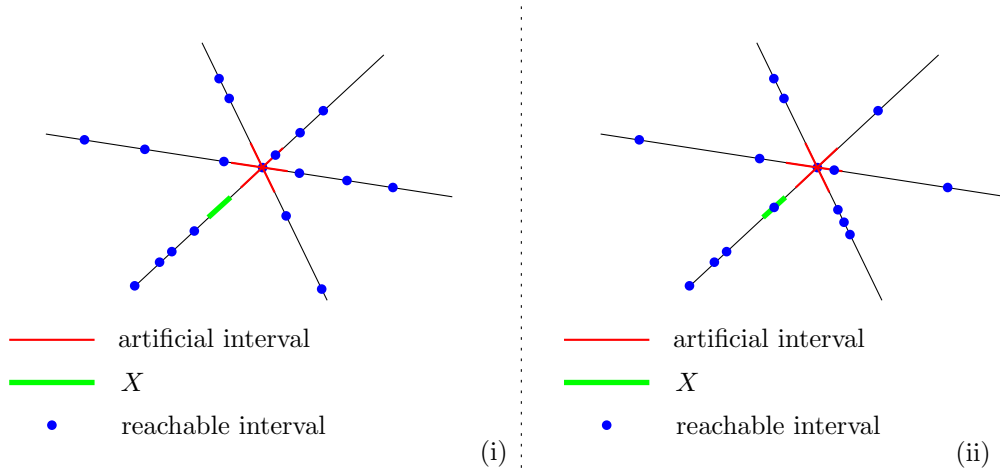 artificial interval
X
reachable interval
(i)
artificial interval
X
reachable interval
(ii)